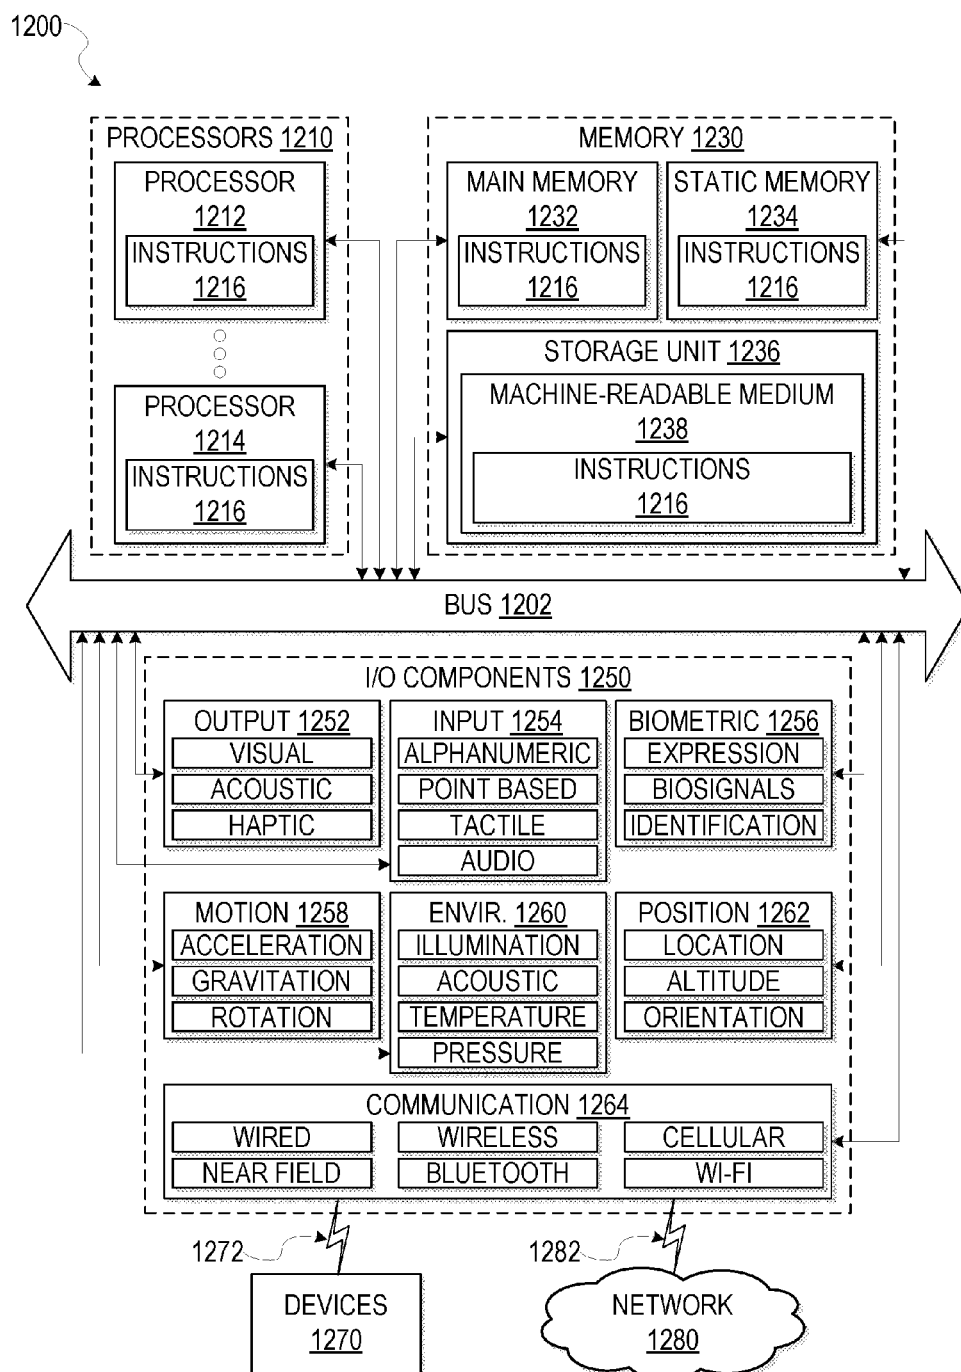 1200
PROCESSORS 1210
PROCESSOR
1212
INSTRUCTIONS
1216
PROCESSOR
1214
INSTRUCTIONS
1216
MEMORY 1230
MAIN MEMORY
1232
INSTRUCTIONS
1216
STATIC MEMORY
1234
INSTRUCTIONS
1216
STORAGE UNIT 1236
MACHINE-READABLE MEDIUM
1238
INSTRUCTIONS
1216
BUS 1202
I/O COMPONENTS 1250
OUTPUT 1252
VISUAL
ACOUSTIC
HAPTIC
INPUT 1254
ALPHANUMERIC
POINT BASED
TACTILE
AUDIO
BIOMETRIC 1256
EXPRESSION
BIOSIGNALS
IDENTIFICATION
MOTION 1258
ACCELERATION
GRAVITATION
ROTATION
ENVIR. 1260
ILLUMINATION
ACOUSTIC
TEMPERATURE
PRESSURE
POSITION 1262
LOCATION
ALTITUDE
ORIENTATION
COMMUNICATION 1264
WIRED
WIRELESS
CELLULAR
NEAR FIELD
BLUETOOTH
WI-FI
1272
1282
DEVICES
1270
NETWORK
1280